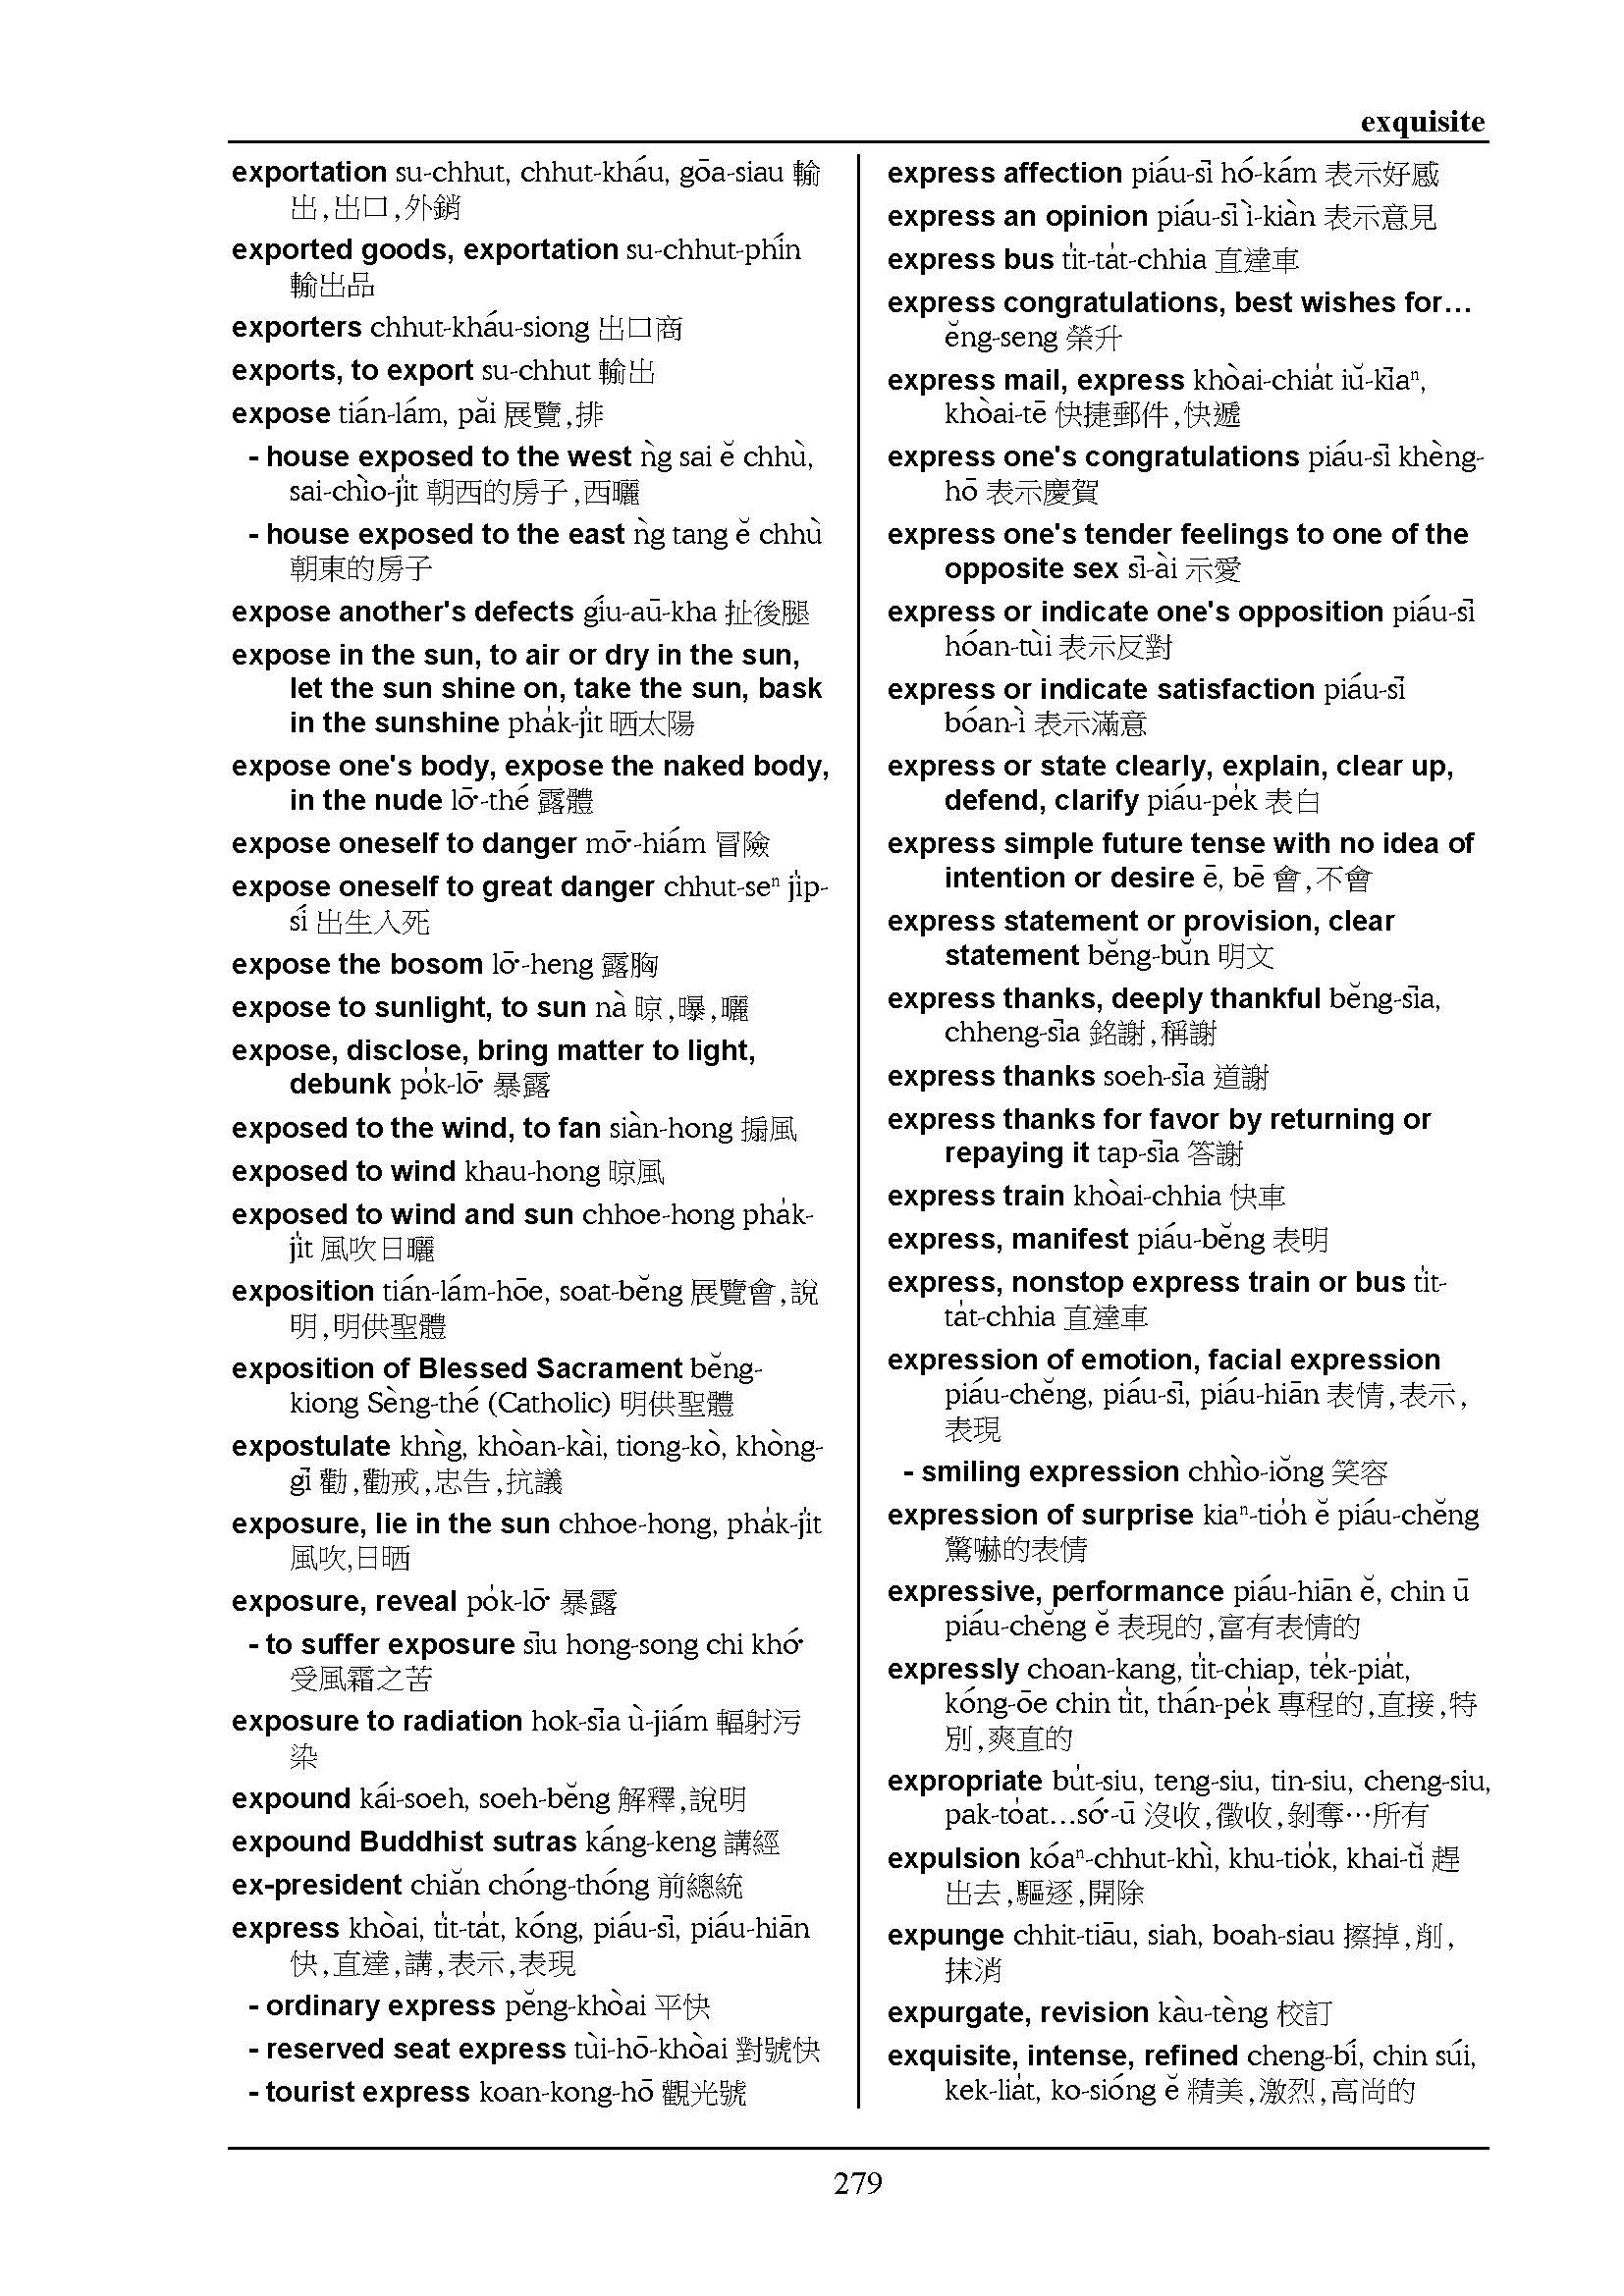 exquisite
exportation su-chhut, chhut-kháu, gōa-siau 輸
出,出口,外銷
exported goods, exportation su-chhut-phín
輸出品
exporters chhut-kháu-siong 出口商
exports, to export su-chhut 輸出
expose tián-lám, pǎi 展覽,排
- house exposed to the west ǹg sai ĕ chhù,
sai-chìo-ji̍t 朝西的房子,西曬
- house exposed to the east ǹg tang ĕ chhù
朝東的房子
expose another's defects gíu-aū-kha 扯後腿
expose in the sun, to air or dry in the sun,
let the sun shine on, take the sun, bask
in the sunshine pha̍k-ji̍t 晒太陽
expose one's body, expose the naked body,
in the nude lō͘-thé 露體
expose oneself to danger mō͘-hiám 冒險
expose oneself to great danger chhut-seⁿ ji̍p-
sí 出生入死
expose the bosom lō͘-heng 露胸
expose to sunlight, to sun nà 晾,曝,曬
expose, disclose, bring matter to light,
debunk po̍k-lō͘ 暴露
exposed to the wind, to fan siàn-hong 搧風
exposed to wind khau-hong 晾風
exposed to wind and sun chhoe-hong pha̍k-
ji̍t 風吹日曬
exposition tián-lám-hōe, soat-bĕng 展覽會,說
明,明供聖體
exposition of Blessed Sacrament bĕng-
kiong Sèng-thé (Catholic) 明供聖體
expostulate khǹg, khòan-kài, tiong-kò, khòng-
gī 勸,勸戒,忠告,抗議
exposure, lie in the sun chhoe-hong, pha̍k-ji̍t
風吹,日晒
exposure, reveal po̍k-lō͘ 暴露
- to suffer exposure sīu hong-song chi khó͘
受風霜之苦
exposure to radiation hok-sīa ù-jiám 輻射污
染
expound kái-soeh, soeh-bĕng 解釋,說明
expound Buddhist sutras káng-keng 講經
ex-president chiăn chóng-thóng 前總統
express khòai, ti̍t-ta̍t, kóng, piáu-sī, piáu-hiān
快,直達,講,表示,表現
- ordinary express pĕng-khòai 平快
- reserved seat express tùi-hō-khòai 對號快
- tourist express koan-kong-hō 觀光號
express affection piáu-sī hó-kám 表示好感
express an opinion piáu-sī ì-kiàn 表示意見
express bus ti̍t-ta̍t-chhia 直達車
express congratulations, best wishes for…
ĕng-seng 榮升
express mail, express khòai-chia̍t iŭ-kīaⁿ,
khòai-tē 快捷郵件,快遞
express one's congratulations piáu-sī khèng-
hō 表示慶賀
express one's tender feelings to one of the
opposite sex sī-ài 示愛
express or indicate one's opposition piáu-sī
hóan-tùi 表示反對
express or indicate satisfaction piáu-sī
bóan-ì 表示滿意
express or state clearly, explain, clear up,
defend, clarify piáu-pe̍k 表白
express simple future tense with no idea of
intention or desire ē, bē 會,不會
express statement or provision, clear
statement bĕng-bŭn 明文
express thanks, deeply thankful bĕng-sīa,
chheng-sīa 銘謝,稱謝
express thanks soeh-sīa 道謝
express thanks for favor by returning or
repaying it tap-sīa 答謝
express train khòai-chhia 快車
express, manifest piáu-bĕng 表明
express, nonstop express train or bus ti̍t-
ta̍t-chhia 直達車
expression of emotion, facial expression
piáu-chĕng, piáu-sī, piáu-hiān 表情,表示,
表現
- smiling expression chhìo-iŏng 笑容
expression of surprise kiaⁿ-tio̍h ĕ piáu-chĕng
驚嚇的表情
expressive, performance piáu-hiān ĕ, chin ū
piáu-chĕng ĕ 表現的,富有表情的
expressly choan-kang, ti̍t-chiap, te̍k-pia̍t,
kóng-ōe chin ti̍t, thán-pe̍k 專程的,直接,特
別,爽直的
expropriate bu̍t-siu, teng-siu, tin-siu, cheng-siu,
pak-to̍at…só͘-ū 沒收,徵收,剝奪…所有
expulsion kóaⁿ-chhut-khì, khu-tio̍k, khai-tĭ 趕
出去,驅逐,開除
expunge chhit-tiāu, siah, boah-siau 擦掉,削,
抹消
expurgate, revision kàu-tèng 校訂
exquisite, intense, refined cheng-bí, chin súi,
kek-lia̍t, ko-sióng ĕ 精美,激烈,高尚的
279